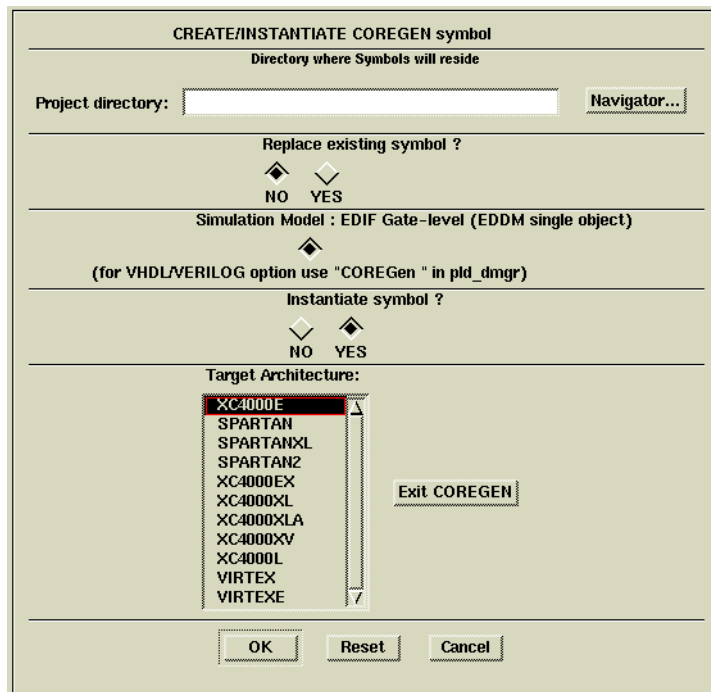 CREATE/INSTANTIATE COREGEN symbol
Directory where Symbols will reside
Project directory: Navigator...
Replace existing symbol ?
NO YES
Simulation Model : EDIF Gate-level (EDDM single object)
(for VHDL/VERILOG option use "COREGen " in pld_dmgr)
Instantiate symbol ?
NO YES
Target Architecture:
XC4000E
SPARTAN
SPARTANXL
SPARTAN2
XC4000EX
Exit COREGEN
XC4000XL
XC4000XLA
XC4000XV
XC4000L
VIRTEX
VIRTEXE
OK Reset Cancel